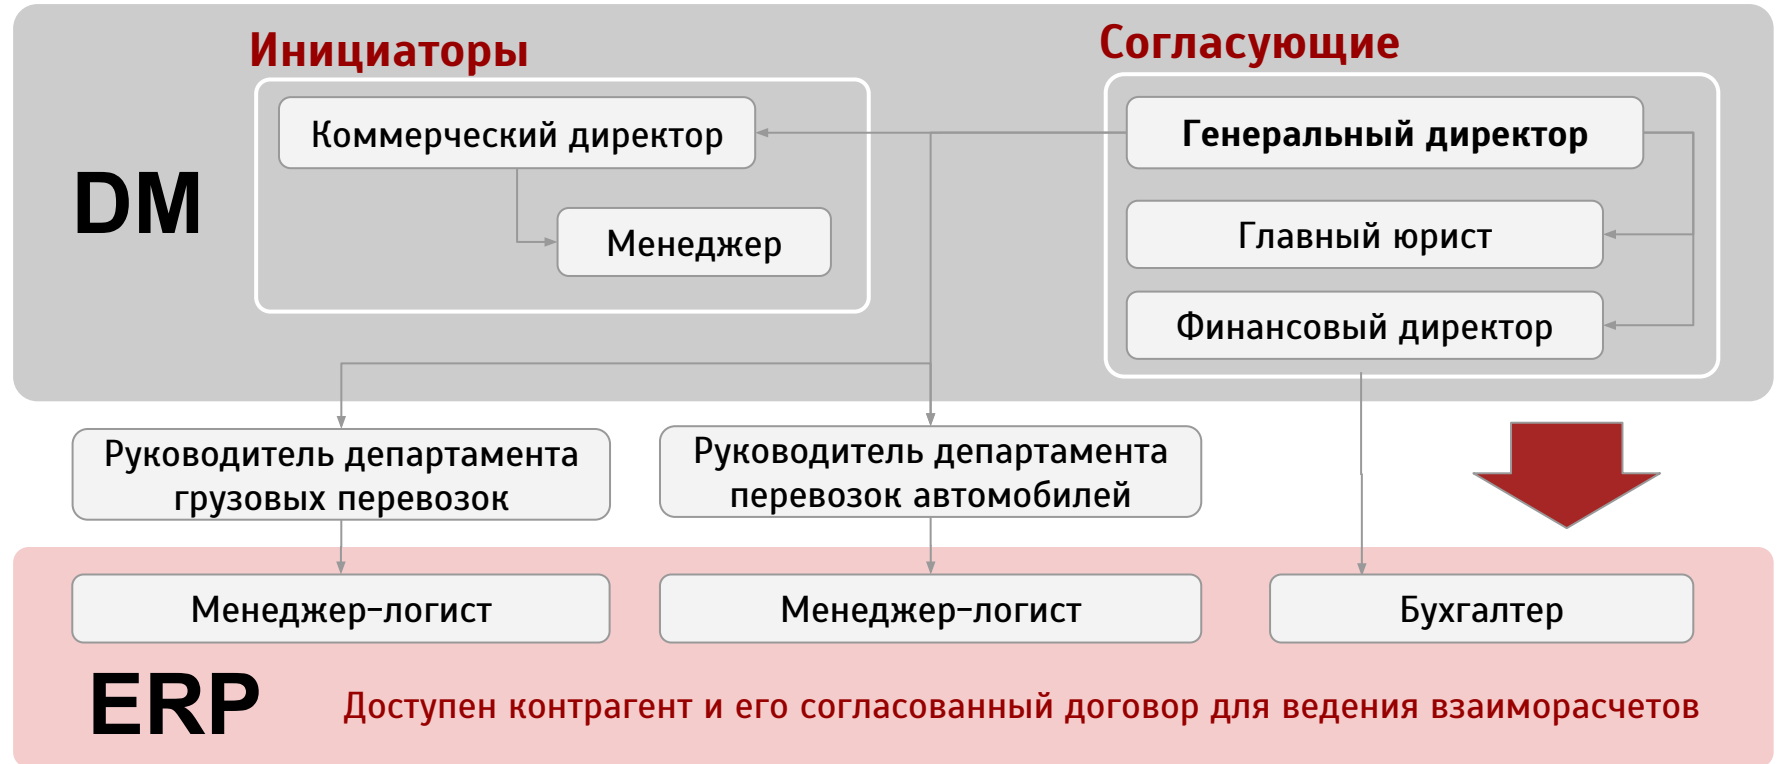 Инициаторы
Согласующие
DM
Коммерческий директор
Генеральный директор
Менеджер
Главный юрист
Финансовый директор
Руководитель департамента
грузовых перевозок
Руководитель департамента
перевозок автомобилей
Менеджер-логист
Менеджер-логист
Бухгалтер
ERP
Доступен контрагент и его согласованный договор для ведения взаиморасчетов